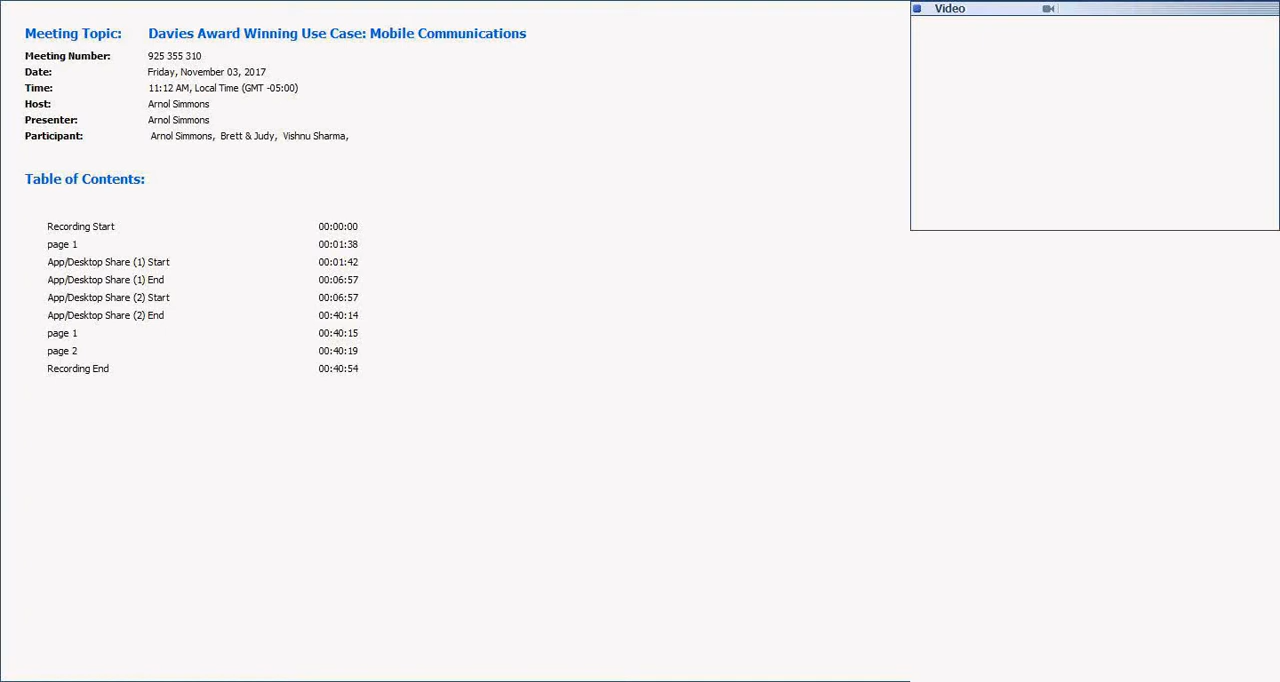 Meeting Topic: Davies Award Winning Use Case: Mobile Communications
Meeting Number: 925 355 310
Date: Friday, November 03, 2017
Time: 11:12 AM, Local Time (GMT -05:00)
Host: Arnol Simmons
Presenter: Arnol Simmons
Participant: Arnol Simmons, Brett & Judy, Vishnu Sharma,
Table of Contents:
Recording Start 00:00:00
page 1 00:01:38
App/Desktop Share (1) Start 00:01:42
App/Desktop Share (1) End 00:06:57
App/Desktop Share (2) Start 00:06:57
App/Desktop Share (2) End 00:40:14
page 1 00:40:15
page 2 00:40:19
Recording End 00:40:54
Video